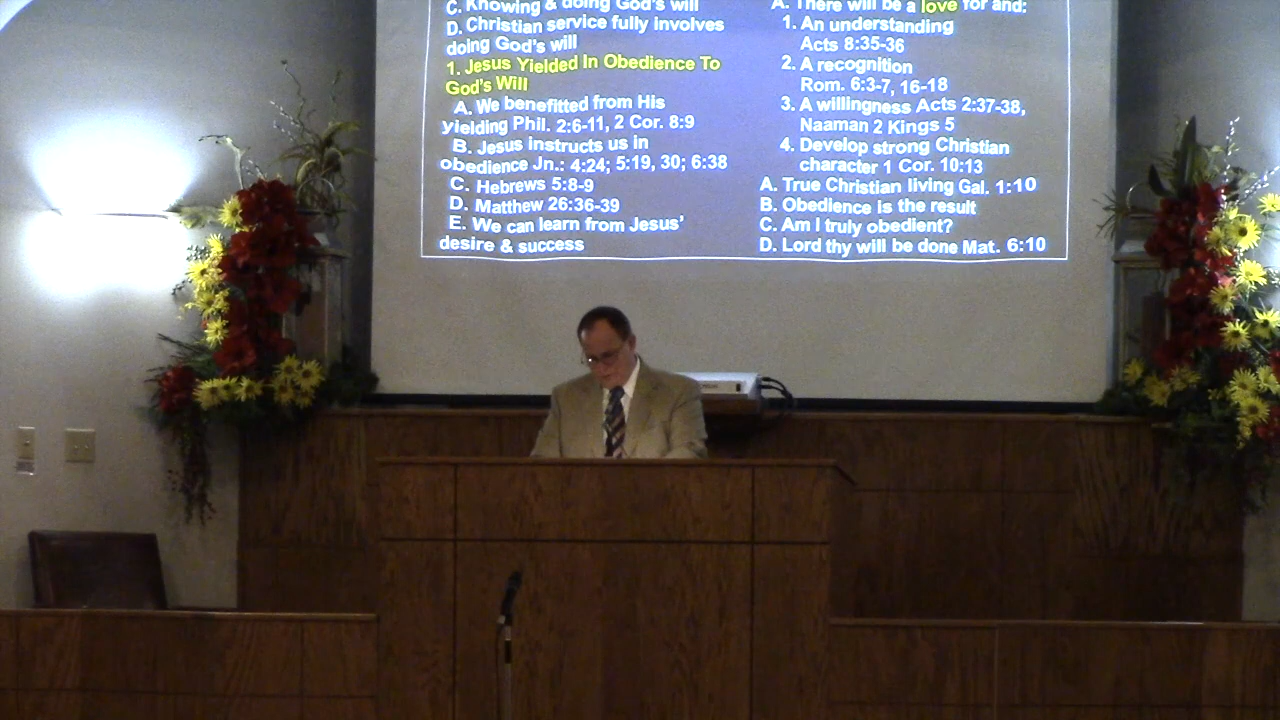 C. Knowing & doing God's will
D. Christian service fully involves
doing God's will
1. Jesus Yielded In Obedience To
God's Will
A. We benefitted from His
yielding Phil. 2:6-11, 2 Cor. 8:9
B. Jesus instructs us in
obedience Jn.: 4:24; 5:19, 30; 6:38
C. Hebrews 5:8-9
D. Matthew 26:36-39
E. We can learn from Jesus'
desire & success
A. There will be a love for and:
1. An understanding
Acts 8:35-36
2. A recognition
Rom. 6:3-7, 16-18
3. A willingness Acts 2:37-38,
Naaman 2 Kings 5
4. Develop strong Christian
character 1 Cor. 10:13
A. True Christian living Gal. 1:10
B. Obedience is the result
C. Am I truly obedient?
D. Lord thy will be done Mat. 6:10